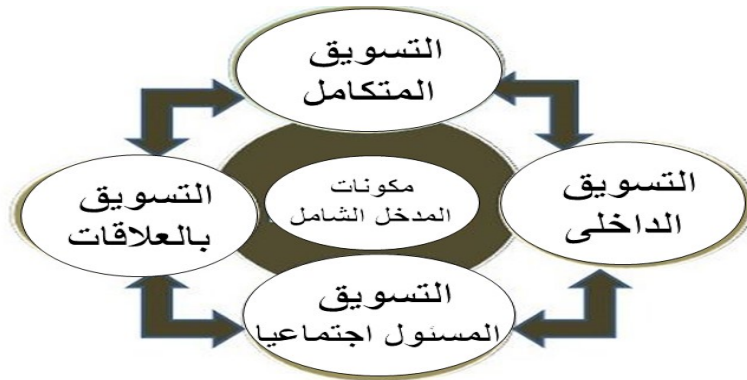 التسويق
المتكامل
التسويق
الداخلى
مكونات
المدخل الشامل
التسويق
بالعلاقات
التسويق
المسئول اجتماعيا